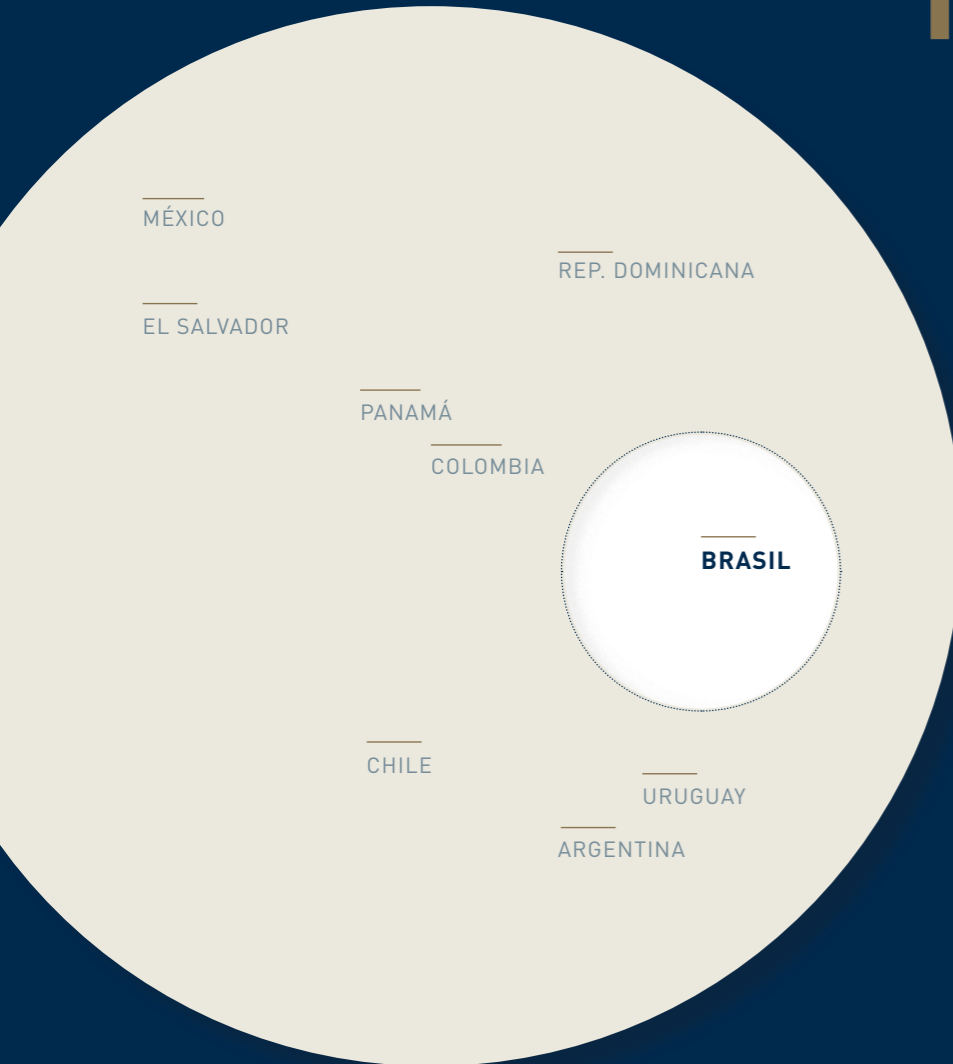 MÉXICO
REP. DOMINICANA
EL SALVADOR
PANAMÁ
COLOMBIA
BRASIL
CHILE
URUGUAY
ARGENTINA